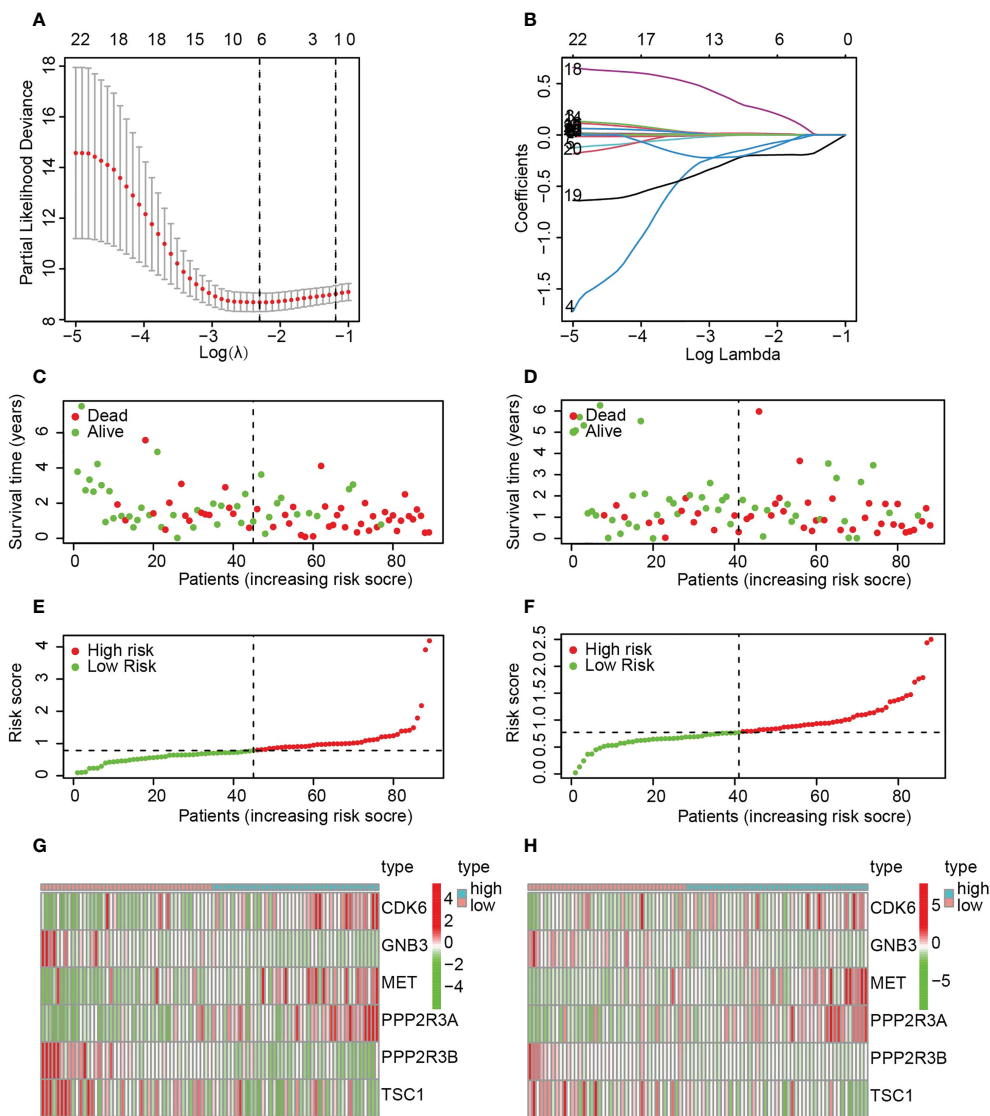 A
22 18 18 15 10 6 3 1 0
Partial Likelihood Deviance
18
16
14
12
10
8
−5 −4 −3 −2 −1
Log(λ)
B
22 17 13 6 0
Coefficients
0.5
0.0
−0.5
−1.0
−1.5
18
20
19
4
−5 −4 −3 −2 −1 0
Log Lambda
C
Survival time (years)
6
4
2
0
Dead
Alive
0 20 40 60 80
Patients (increasing risk socre)
D
Survival time (years)
6
5
4
3
2
1
0
Dead
Alive
0 20 40 60 80
Patients (increasing risk socre)
E
Risk score
4
3
2
1
0
High risk
Low Risk
0 20 40 60 80
Patients (increasing risk socre)
F
Risk score
2.5
2.0
1.5
1.0
0.5
0.0
High risk
Low Risk
0 20 40 60 80
Patients (increasing risk socre)
G
type type
high
low
4
2
0
−2
−4
CDK6
GNB3
MET
PPP2R3A
PPP2R3B
TSC1
H
type type
high
low
5
0
−5
CDK6
GNB3
MET
PPP2R3A
PPP2R3B
TSC1